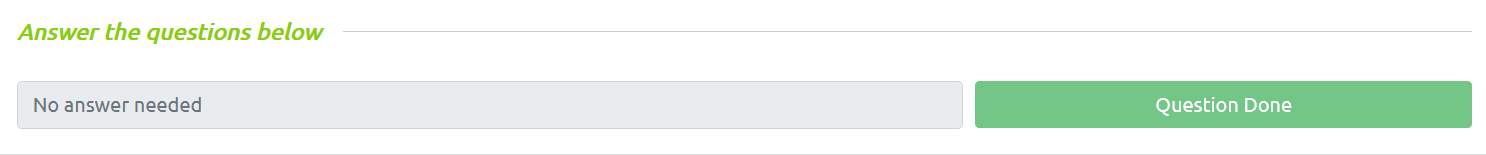 Answer the questions below
No answer needed
Question Done